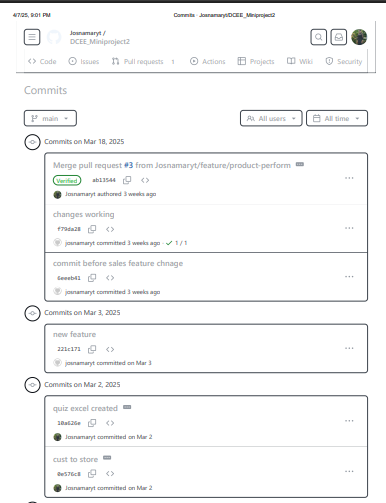 4/7/25, 9:01 PM Commits · Josnamaryt/DCEE_Miniproject2
Josnamaryt /
DCEE_Miniproject2
Code Issues Pull requests 1 Actions Projects Wiki Security
Commits
main All users All time
Commits on Mar 18, 2025
Merge pull request #3 from Josnamaryt/feature/product-perform
Verified ab13544
Josnamaryt authored 3 weeks ago
changes working
f79da28
josnamaryt committed 3 weeks ago · 1 / 1
commit before sales feature chnage
6eeeb41
josnamaryt committed 3 weeks ago
Commits on Mar 3, 2025
new feature
221c171
josnamaryt committed on Mar 3
Commits on Mar 2, 2025
quiz excel created
10a626e
Josnamaryt committed on Mar 2
cust to store
0e576c8
Josnamaryt committed on Mar 2